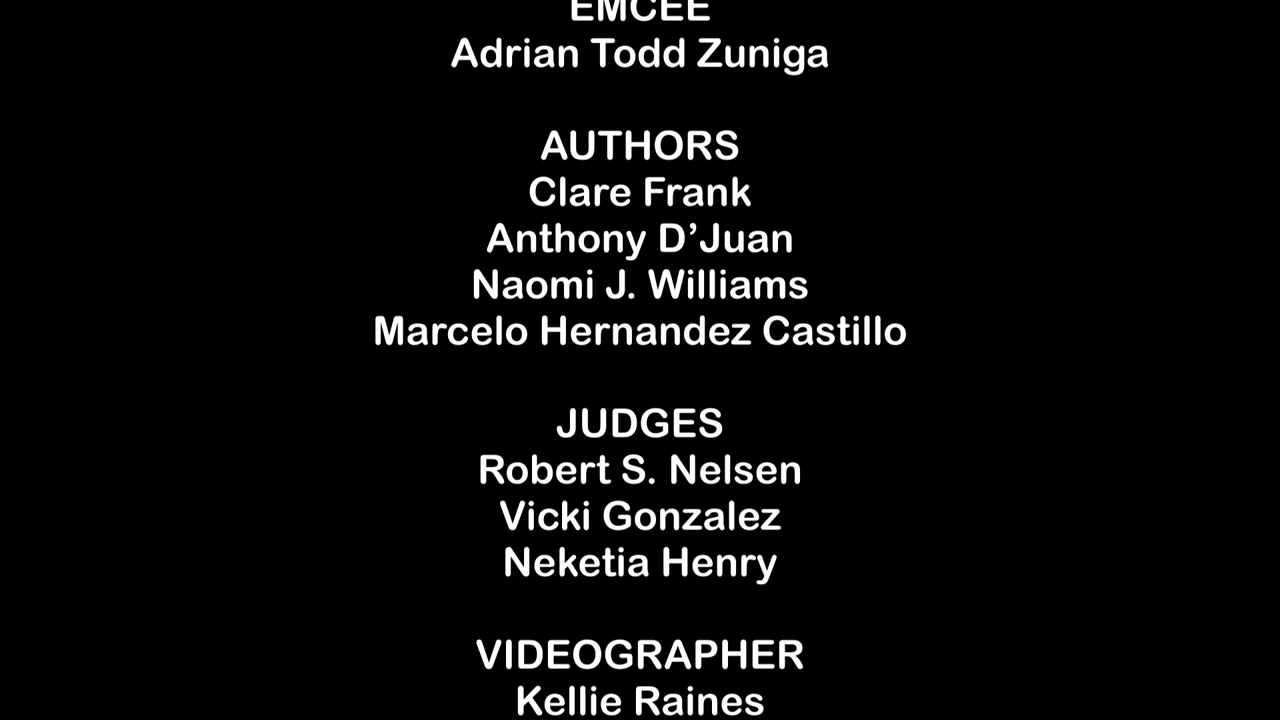 EMCEE
Adrian Todd Zuniga
AUTHORS
Clare Frank
Anthony D’Juan
Naomi J. Williams
Marcelo Hernandez Castillo
JUDGES
Robert S. Nelsen
Vicki Gonzalez
Neketia Henry
VIDEOGRAPHER
Kellie Raines